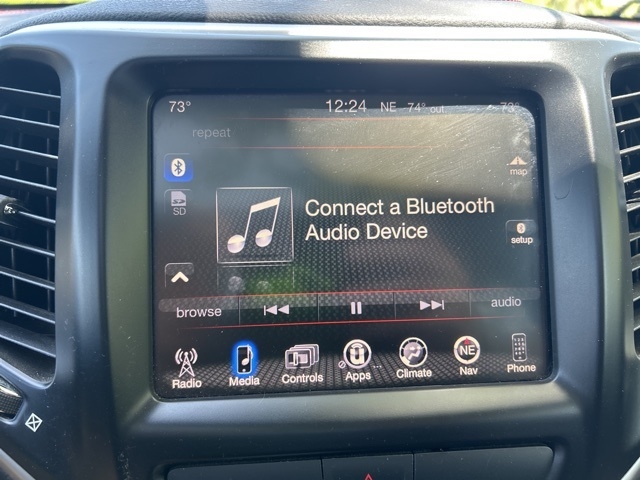 73° 12:24 NE 74° out 73°
repeat
map
SD
Connect a Bluetooth
Audio Device
setup
browse audio
Radio Media Controls Apps Climate NE Nav Phone